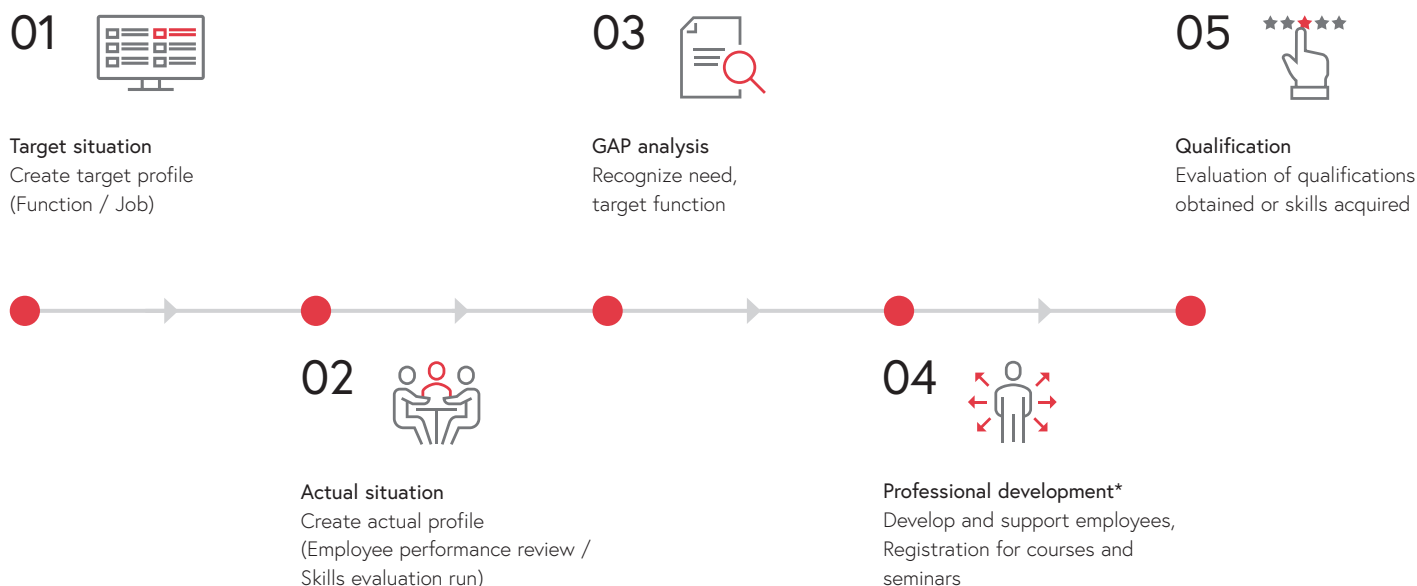 01
Target situation
Create target profile
(Function / Job)
02
Actual situation
Create actual profile
(Employee performance review /
Skills evaluation run)
03
GAP analysis
Recognize need,
target function
04
Professional development*
Develop and support employees,
Registration for courses and
seminars
05
Qualification
Evaluation of qualifications
obtained or skills acquired